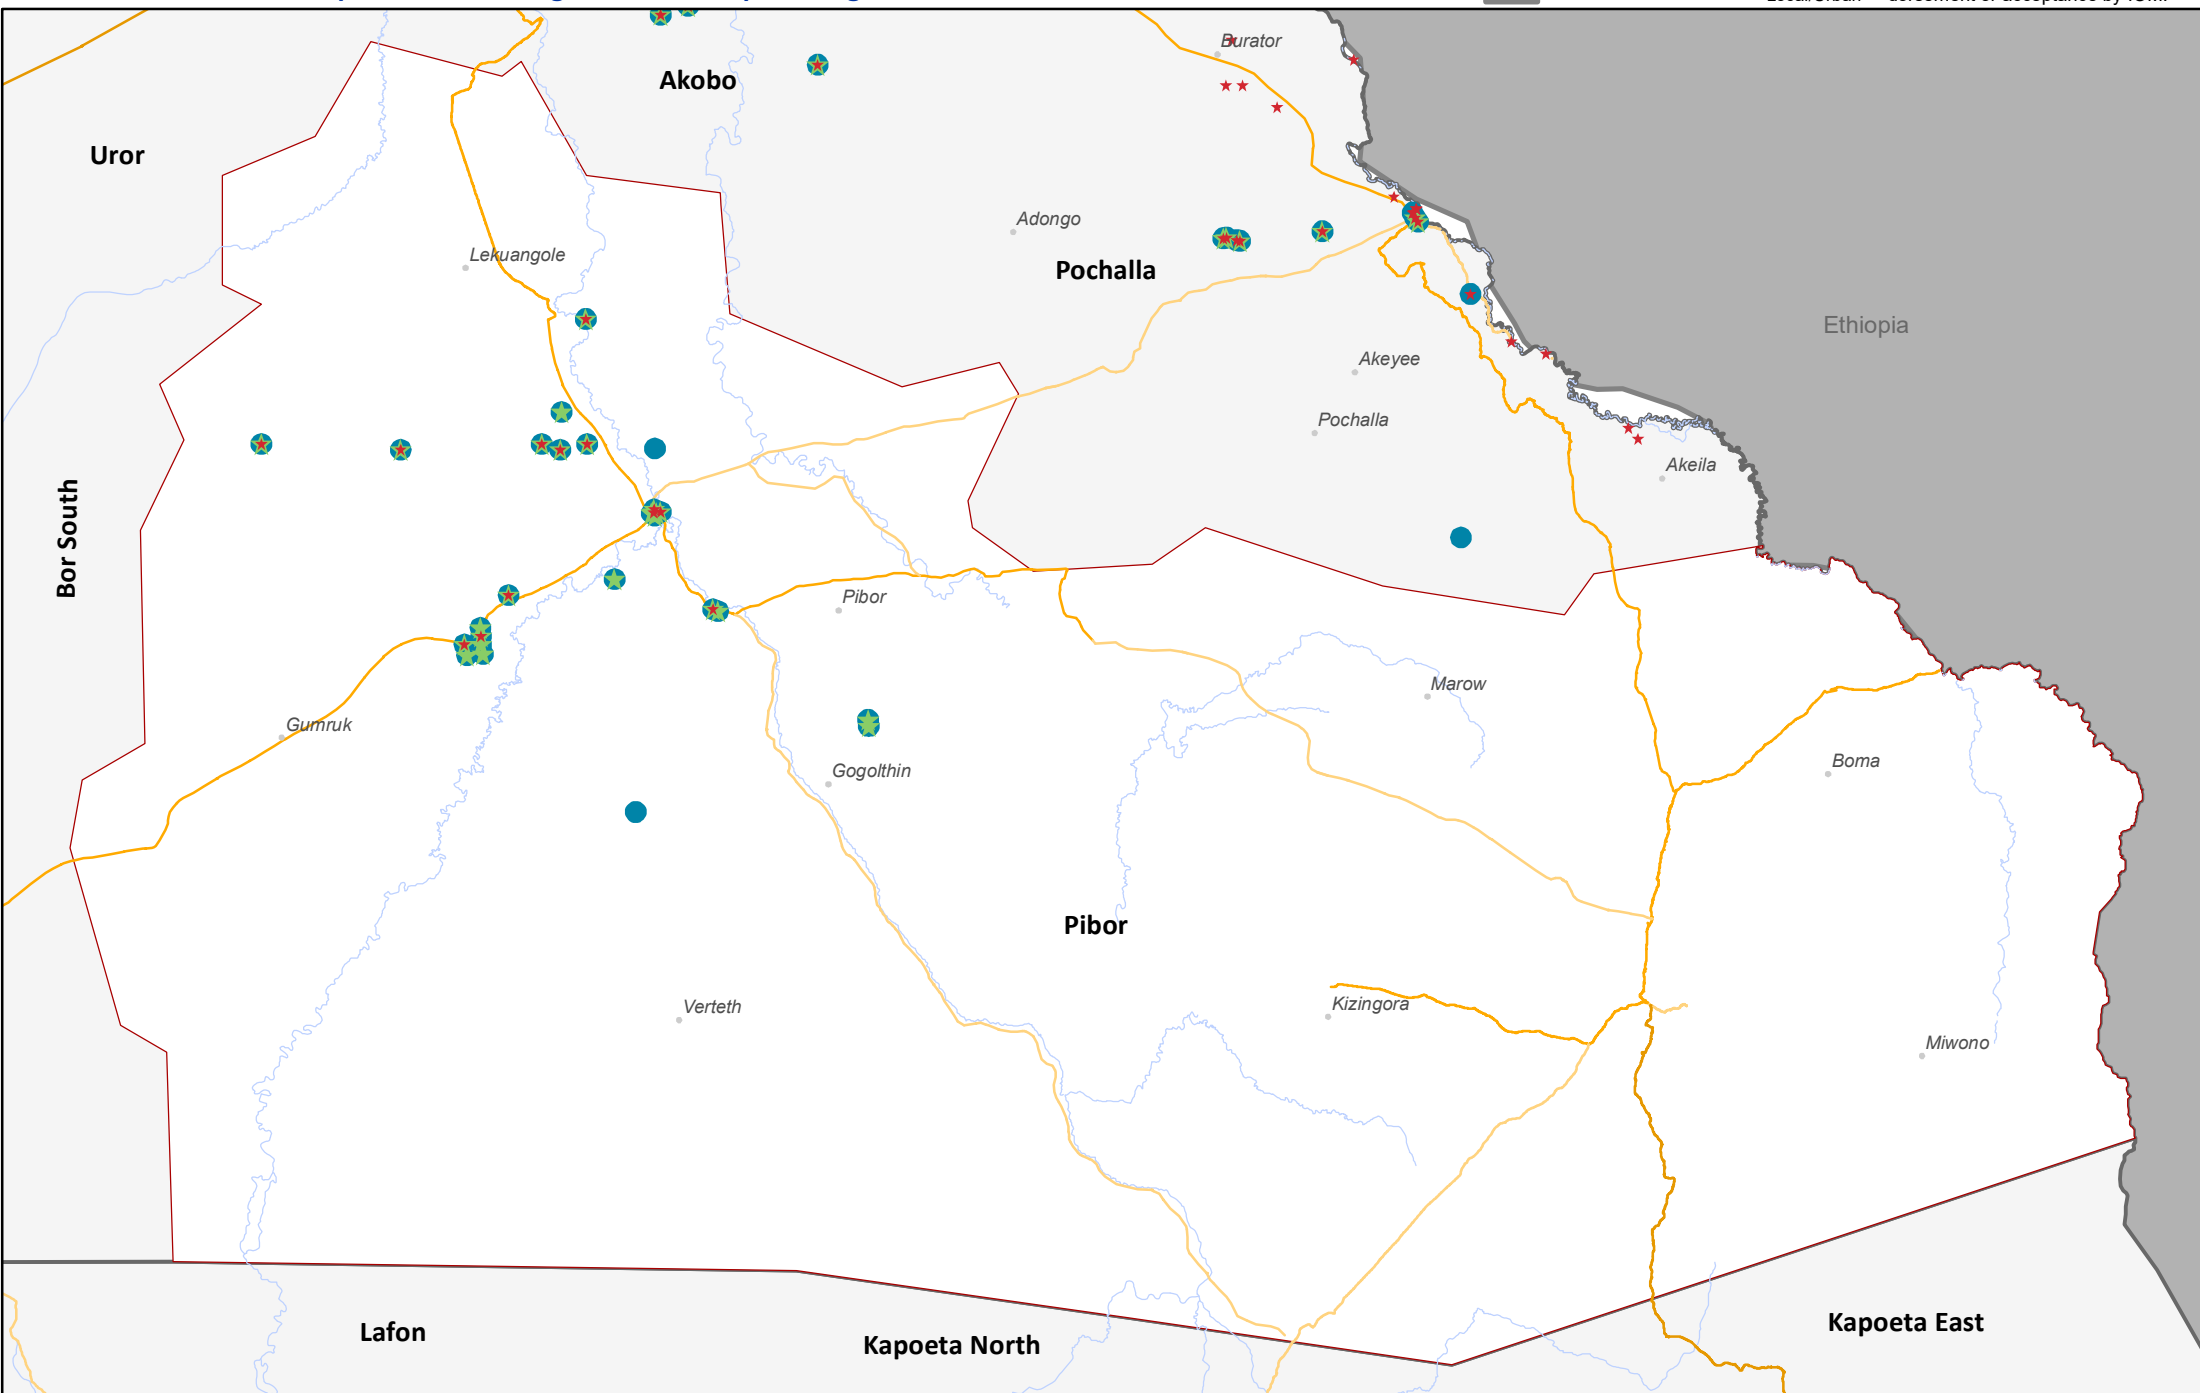 Burator
Akobo
Uror
Adongo
Lekuangole
Pochalla
Ethiopia
Akeyee
Pochalla
Akeila
Bor South
Pibor
Marow
Gumruk
Boma
Gogolthin
Pibor
Verteth
Kizingora
Miwono
Lafon
Kapoeta North
Kapoeta East